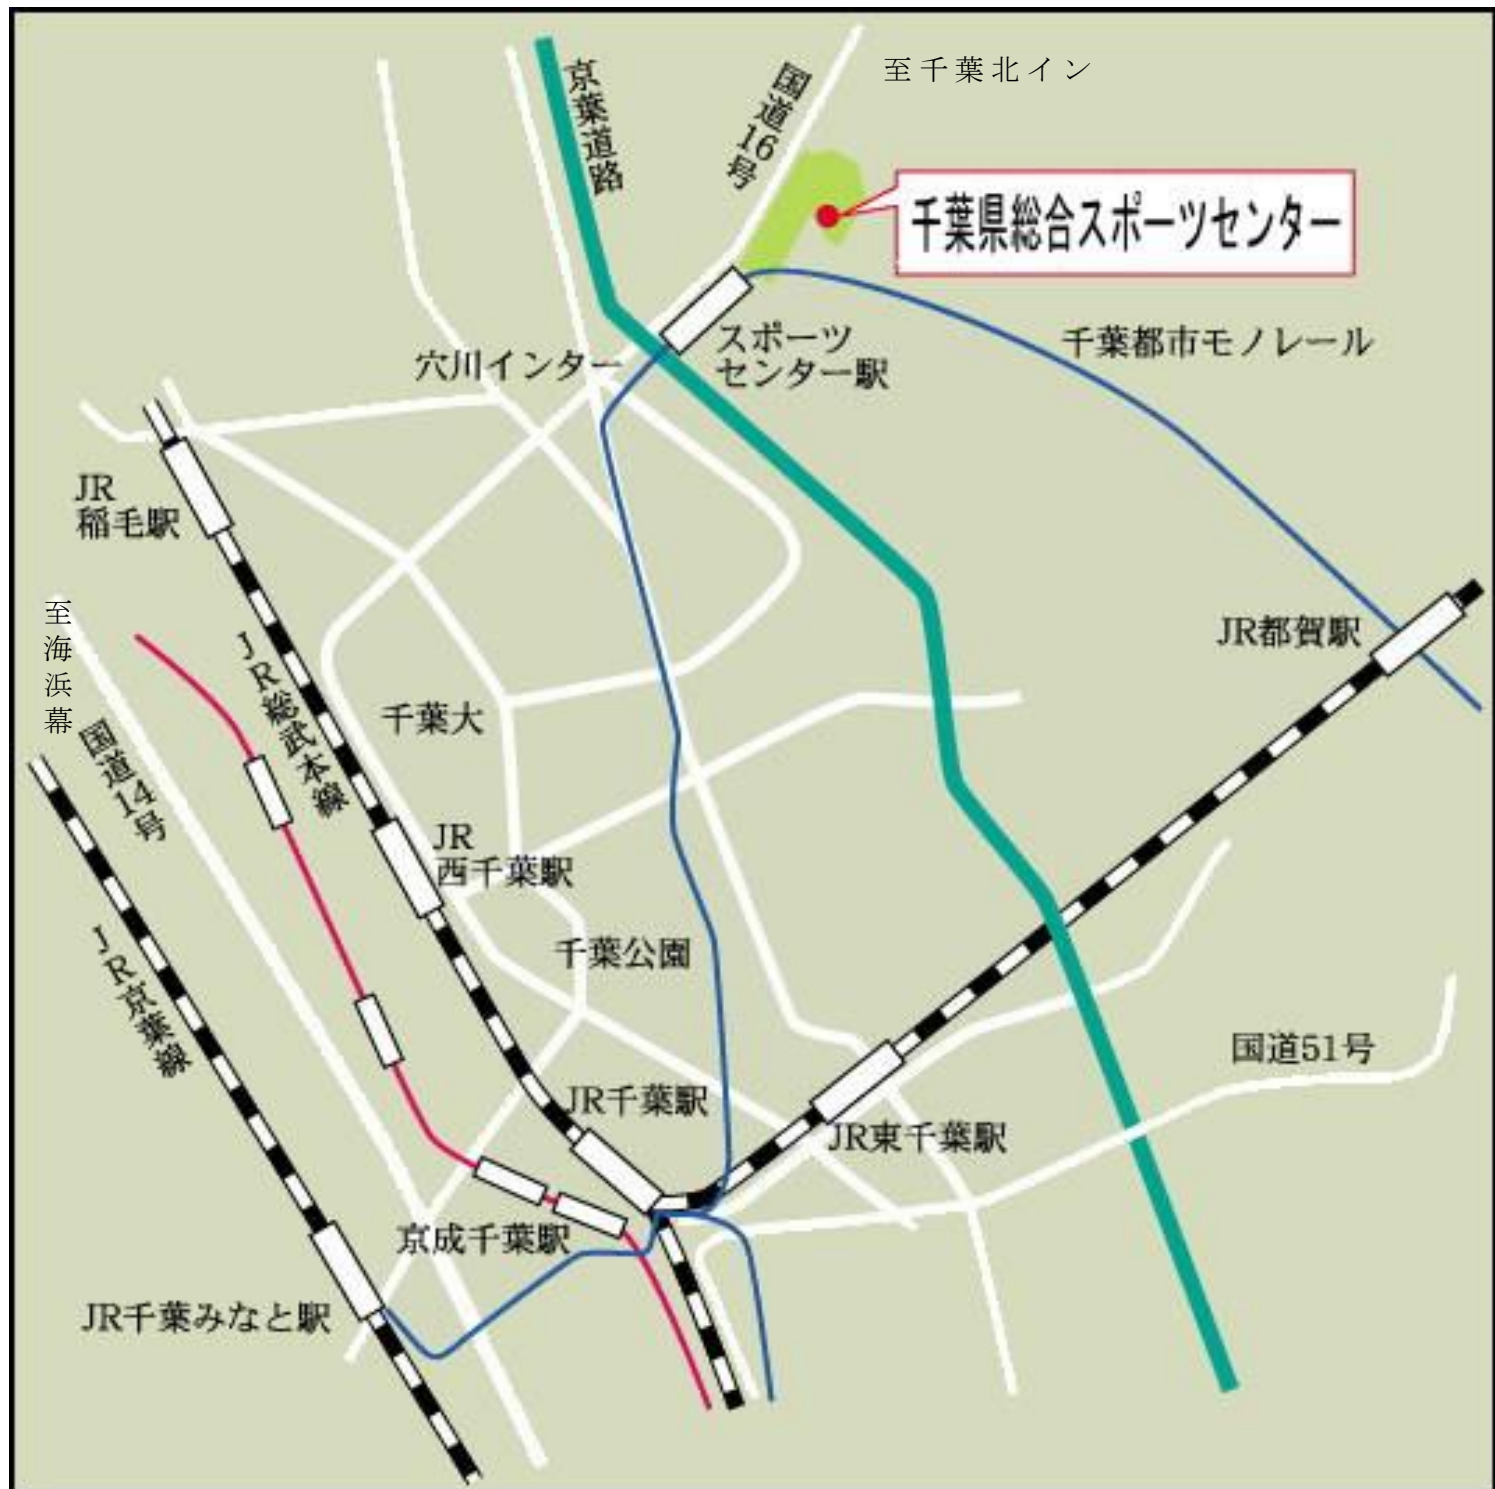 至千葉北イン
京葉道路
国道16号
千葉県総合スポーツセンター
スポーツ
センター駅
千葉都市モノレール
穴川インター
JR
稲毛駅
至海浜幕
JR都賀駅
JR総武本線
千葉大
国道14号
JR
西千葉駅
千葉公園
JR京葉線
国道51号
JR千葉駅
JR東千葉駅
京成千葉駅
JR千葉みなと駅